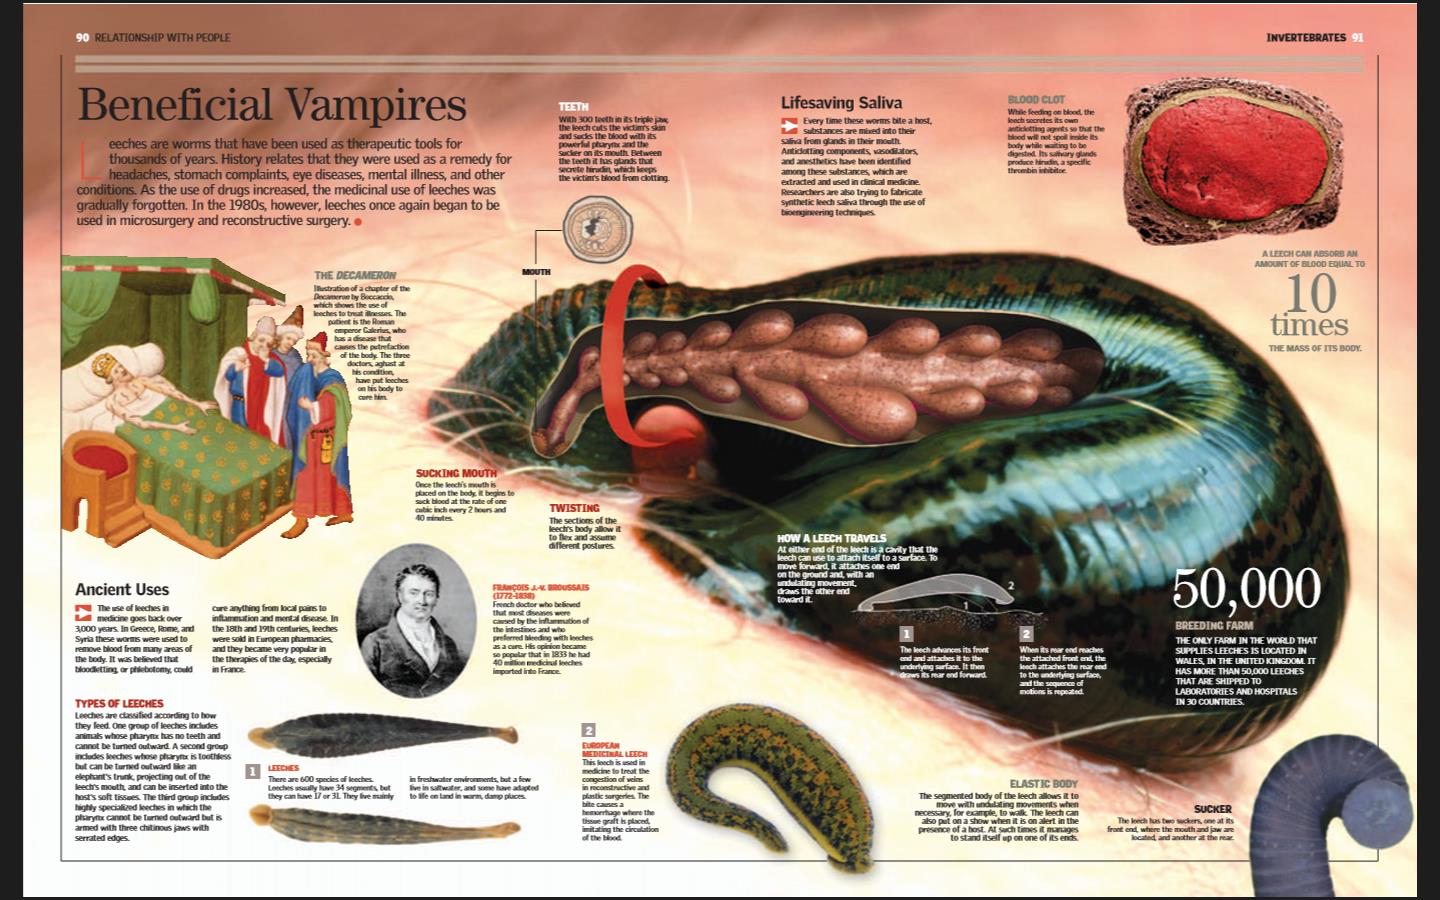 90 RELATIONSHIP WITH PEOPLE
INVERTEBRATES 91
Beneficial Vampires
Leeches are worms that have been used as therapeutic tools for
thousands of years. History relates that they were used as a remedy for
headaches, stomach complaints, eye diseases, mental illness, and other
conditions. As the use of drugs increased, the medicinal use of leeches was
gradually forgotten. In the 1980s, however, leeches once again began to be
used in microsurgery and reconstructive surgery.
TEETH
With 300 teeth in its triple jaw,
the leech cuts the victim's skin
and sucks the blood with its
powerful pharynx and the
sucker on its mouth. Between
the teeth it has glands that
secrete hirudin, which keeps
the victim's blood from clotting.
MOUTH
Lifesaving Saliva
Every time these worms bite a host,
substances are mixed into their
saliva from glands in their mouth.
Anticlotting components, vasodilators,
and anesthetics have been identified
among these substances, which are
extracted and used in clinical medicine.
Researchers are also trying to fabricate
synthetic leech saliva through the use of
bioengineering techniques.
BLOOD CLOT
While feeding on blood, the
leech secretes its own
anticlotting agents so that the
blood will not spoil inside its
body while waiting to be
digested. Its salivary glands
produce hirudin, a specific
thrombin inhibitor.
A LEECH CAN ABSORB AN
AMOUNT OF BLOOD EQUAL TO
10
times
THE MASS OF ITS BODY.
THE DECAMERON
Illustration of a chapter of the
Decameron by Boccaccio,
which shows the use of
leeches to treat illnesses. The
patient is the Roman
emperor Galerius, who
has a disease that
causes the putrefaction
of the body. The three
doctors, aghast at
his condition,
have put leeches
on his body to
cure him.
SUCKING MOUTH
Once the leech's mouth is
placed on the body, it begins to
suck blood at the rate of one
cubic inch every 2 hours and
40 minutes.
TWISTING
The sections of the
leech's body allow it
to flex and assume
different postures.
HOW A LEECH TRAVELS
At either end of the leech is a cavity that the
leech can use to attach itself to a surface. To
move forward, it attaches one end
on the ground and, with an
undulating movement,
draws the other end
toward it.
2
1
1
The leech advances its front
end and attaches it to the
underlying surface. It then
draws its rear end forward.
2
When its rear end reaches
the attached front end, the
leech attaches the rear end
to the underlying surface,
and the sequence of
motions is repeated.
50,000
BREEDING FARM
THE ONLY FARM IN THE WORLD THAT
SUPPLIES LEECHES IS LOCATED IN
WALES, IN THE UNITED KINGDOM. IT
HAS MORE THAN 50,000 LEECHES
THAT ARE SHIPPED TO
LABORATORIES AND HOSPITALS
IN 30 COUNTRIES.
Ancient Uses
The use of leeches in
medicine goes back over
3,000 years. In Greece, Rome, and
Syria these worms were used to
remove blood from many areas of
the body. It was believed that
bloodletting, or phlebotomy, could
cure anything from local pains to
inflammation and mental disease. In
the 18th and 19th centuries, leeches
were sold in European pharmacies,
and they became very popular in
the therapies of the day, especially
in France.
FRANÇOIS J.-V. BROUSSAIS
(1772-1838)
French doctor who believed
that most diseases were
caused by the inflammation of
the intestines and who
preferred bleeding with leeches
as a cure. His opinion became
so popular that in 1833 he had
40 million medicinal leeches
imported into France.
TYPES OF LEECHES
Leeches are classified according to how
they feed. One group of leeches includes
animals whose pharynx has no teeth and
cannot be turned outward. A second group
includes leeches whose pharynx is toothless
but can be turned outward like an
elephant's trunk, projecting out of the
leech's mouth, and can be inserted into the
host's soft tissues. The third group includes
highly specialized leeches in which the
pharynx cannot be turned outward but is
armed with three chitinous jaws with
serrated edges.
1
LEECHES
There are 600 species of leeches.
Leeches usually have 34 segments, but
they can have 17 or 31. They live mainly
in freshwater environments, but a few
live in saltwater, and some have adapted
to life on land in warm, damp places.
2
EUROPEAN
MEDICINAL LEECH
This leech is used in
medicine to treat the
congestion of veins
in reconstructive and
plastic surgeries. The
bite causes a
hemorrhage where the
tissue graft is placed,
imitating the circulation
of the blood.
ELASTIC BODY
The segmented body of the leech allows it to
move with undulating movements when
necessary, for example, to walk. The leech can
also put on a show when it is on alert in the
presence of a host. At such times it manages
to stand itself up on one of its ends.
SUCKER
The leech has two suckers, one at its
front end, where the mouth and jaw are
located, and another at the rear.